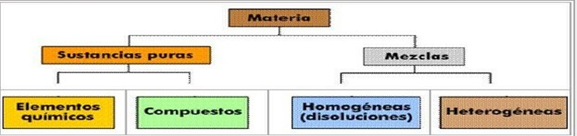 Materia
Sustancias puras
Mezclas
Elementos
químicos
Compuestos
Homogéneas
(disoluciones)
Heterogéneas